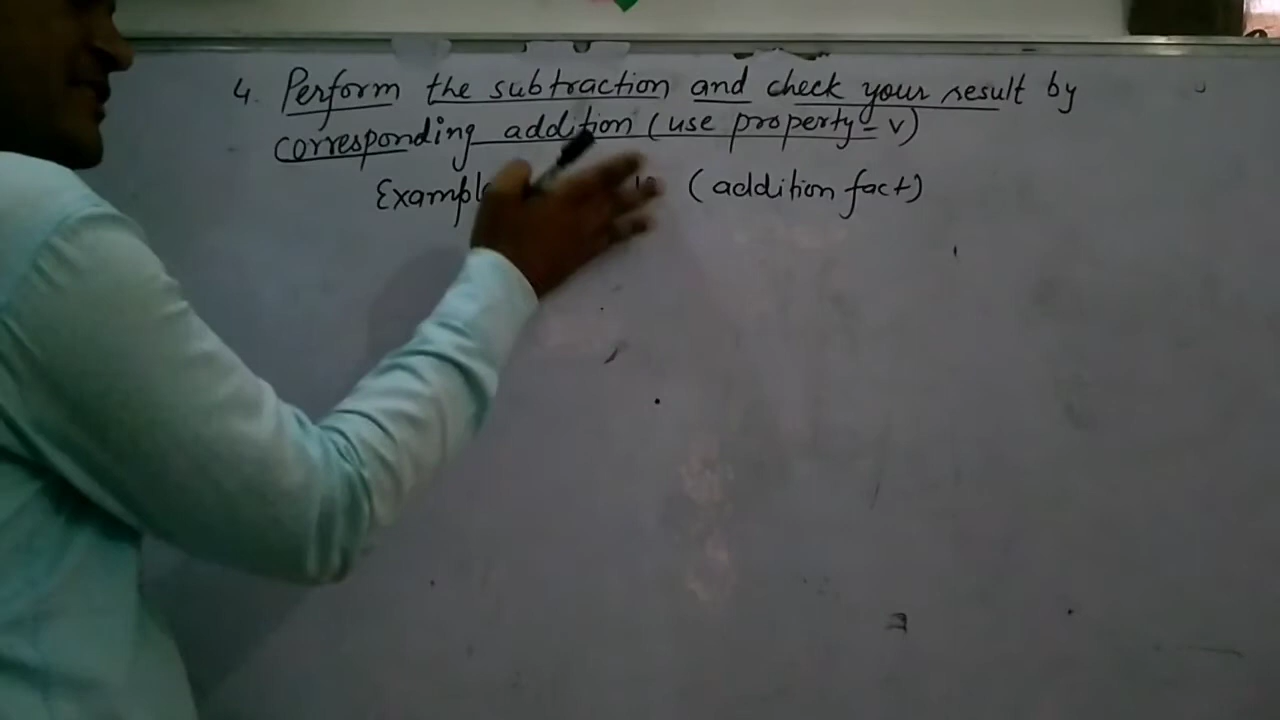 4. Perform the subtraction and check your result by
corresponding addition (use property - v)
Example (addition fact)